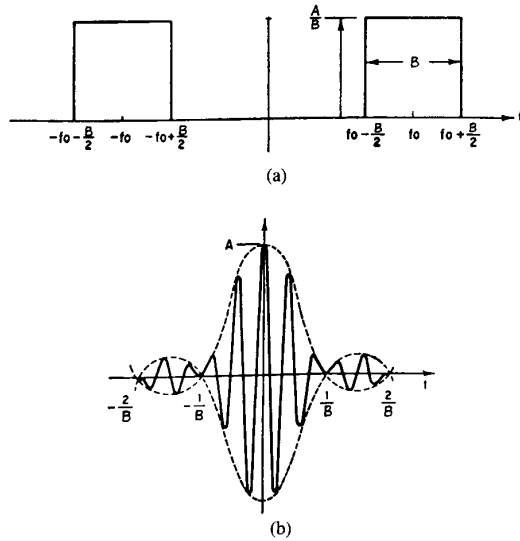 A/B
B
-fo-B/2 -fo -fo+B/2 fo-B/2 fo fo+B/2
(a)
A
t
-2/B -1/B 1/B 2/B
(b)